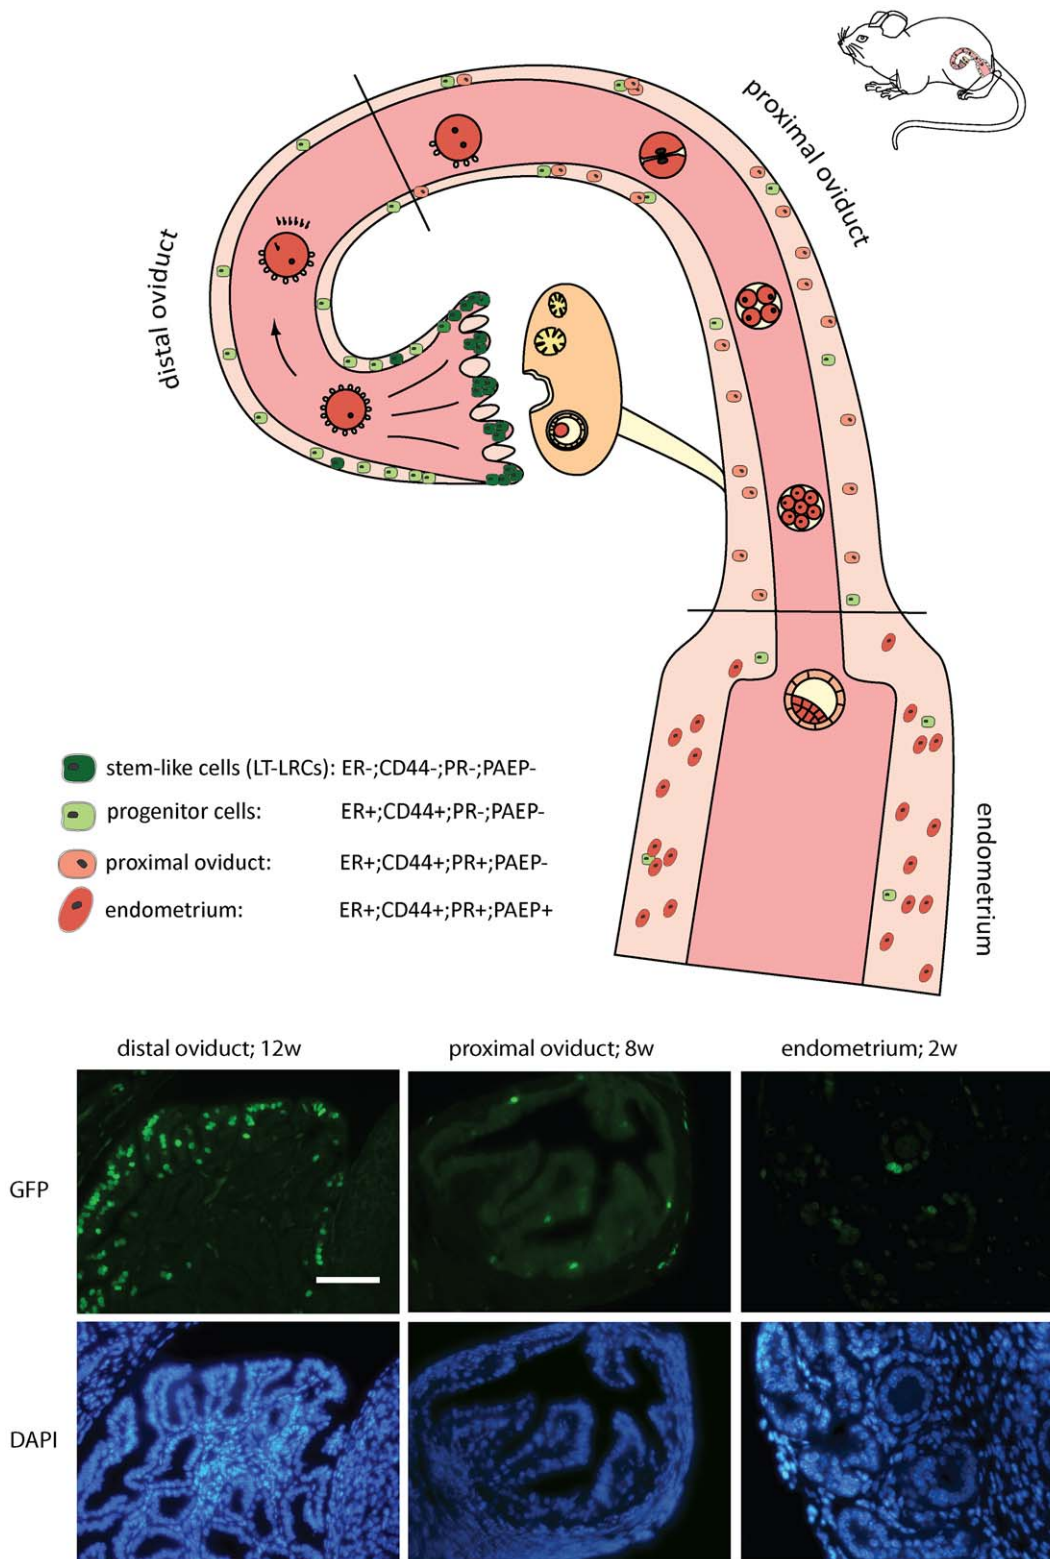 proximal oviduct
distal oviduct
stem-like cells (LT-LRCs): ER-;CD44-;PR-;PAEP-
progenitor cells: ER+;CD44+;PR-;PAEP-
proximal oviduct: ER+;CD44+;PR+;PAEP-
endometrium: ER+;CD44+;PR+;PAEP+
endometrium
distal oviduct; 12w
proximal oviduct; 8w
endometrium; 2w
GFP
DAPI